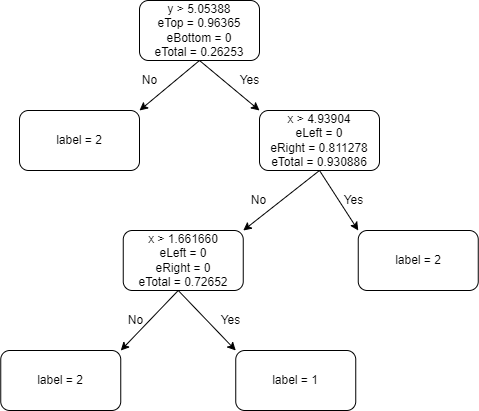 y > 5.05388
eTop = 0.96365
eBottom = 0
eTotal = 0.26253
No
Yes
label = 2
x > 4.93904
eLeft = 0
eRight = 0.811278
eTotal = 0.930886
No
Yes
x > 1.661660
eLeft = 0
eRight = 0
eTotal = 0.72652
label = 2
No
Yes
label = 2
label = 1